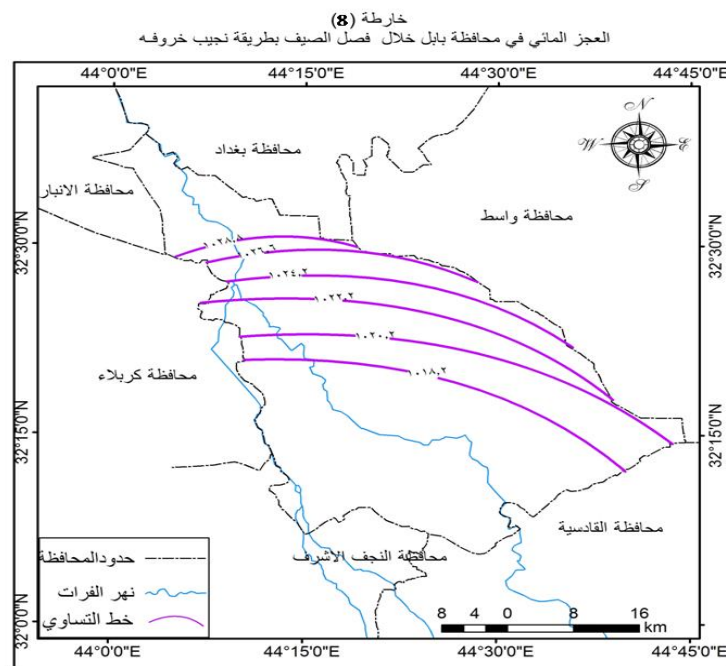 خارطة (8)
العجز المائي في محافظة بابل خلال فصل الصيف بطريقة نجيب خروفه
44°0'0"E 44°15'0"E 44°30'0"E 44°45'0"E
N
W E
S
محافظة بغداد
محافظة الانبار
محافظة واسط
32°30'0"N 32°30'0"N
١٠٢٨.٨
١٠٢٦.٦
١٠٢٤.٢
١٠٢٢.٢
١٠٢٠.٢
١٠١٨.٢
محافظة كربلاء
32°15'0"N 32°15'0"N
محافظة القادسية
محافظة النجف الاشرف
حدودالمحافظة
نهر الفرات
خط التساوي
8 4 0 8 16
km
32°0'0"N 32°0'0"N
44°0'0"E 44°15'0"E 44°30'0"E 44°45'0"E